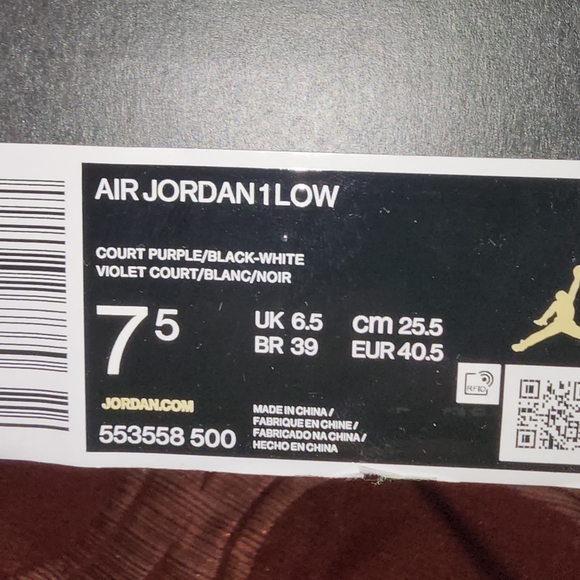 AIR JORDAN 1 LOW
COURT PURPLE/BLACK-WHITE
VIOLET COURT/BLANC/NOIR
7 5
UK 6.5 cm 25.5
BR 39 EUR 40.5
RFID
JORDAN.COM
553558 500
MADE IN CHINA /
FABRIQUE EN CHINE /
FABRICADO NA CHINA /
HECHO EN CHINA